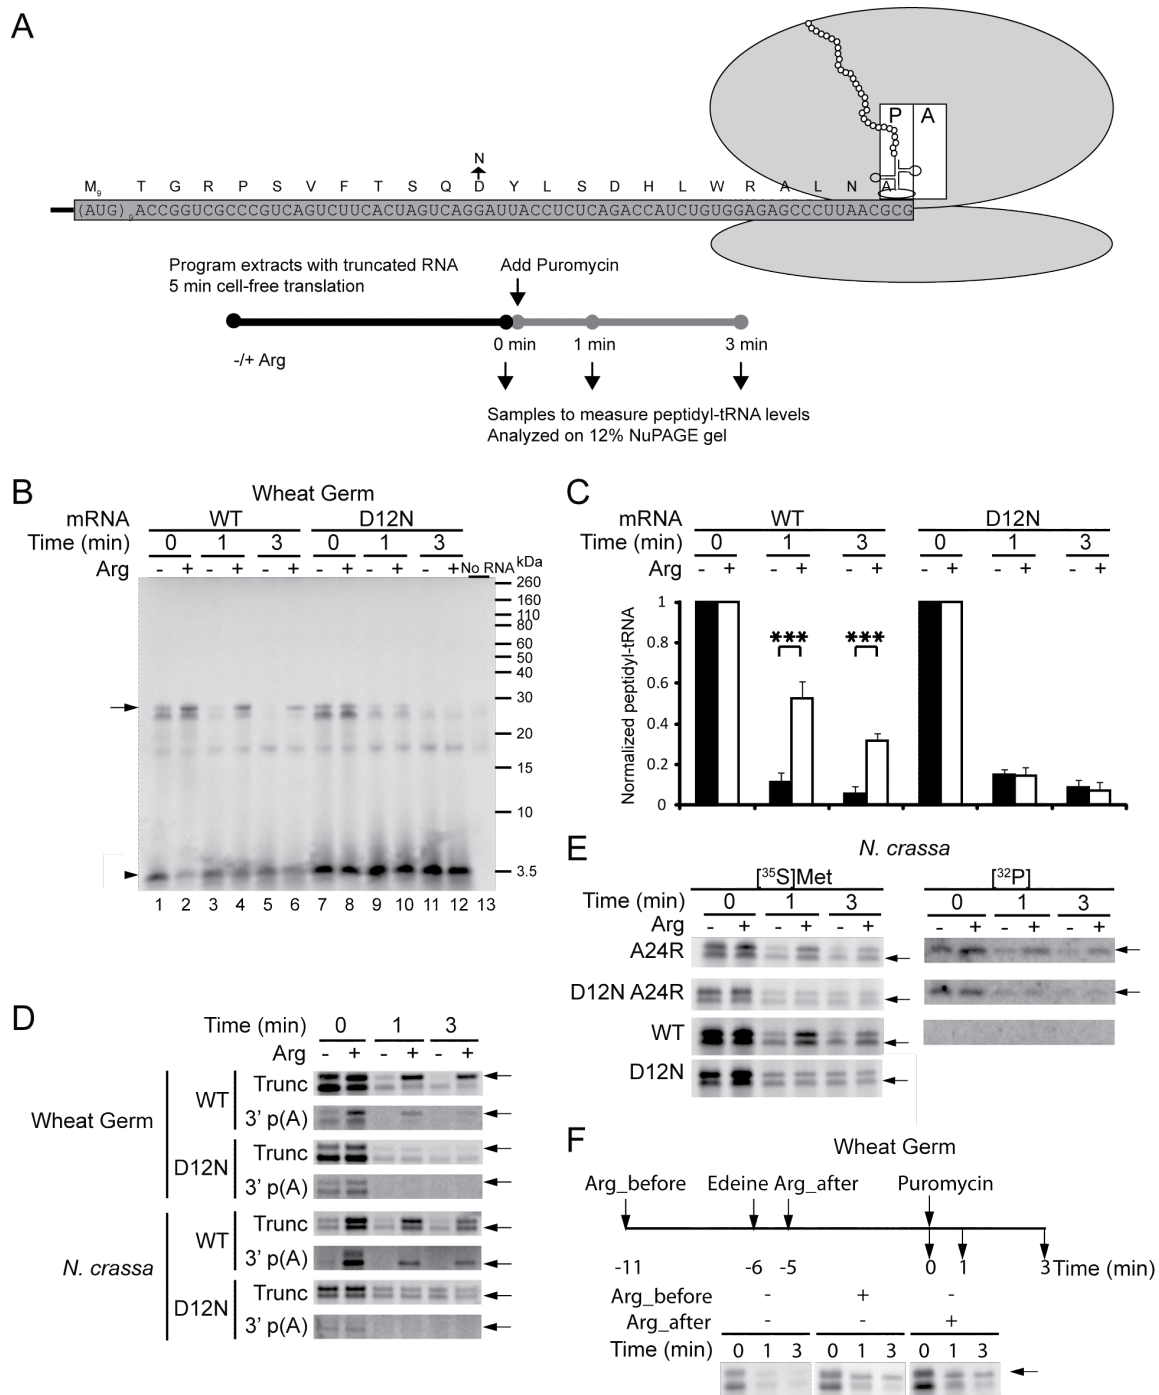 A
P A
N
M9 T G R P S V F T S Q D Y L S D H L W R A L N A
(AUG)9ACCGGUCGCCCGUCAGUCUUCACUAGUCAGGAUUACCUCUCAGACCAUCUGUGGAGAGCCCUUAACGCG
Program extracts with truncated RNA
5 min cell-free translation
Add Puromycin
0 min 1 min 3 min
-/+ Arg
Samples to measure peptidyl-tRNA levels
Analyzed on 12% NuPAGE gel
B
Wheat Germ
mRNA WT D12N
Time (min) 0 1 3 0 1 3
Arg - + - + - + - + - + - + No RNA kDa
260
160
110
80
60
50
40
30
20
15
10
3.5
1 2 3 4 5 6 7 8 9 10 11 12 13
C
mRNA WT D12N
Time (min) 0 1 3 0 1 3
Arg - + - + - + - + - + - +
Normalized peptidyl-tRNA
1
0.8
0.6
0.4
0.2
0
*** ***
D
Time (min) 0 1 3
Arg - + - + - +
Wheat Germ
WT
Trunc
3' p(A)
D12N
Trunc
3' p(A)
N. crassa
WT
Trunc
3' p(A)
D12N
Trunc
3' p(A)
E
N. crassa
[35S]Met [32P]
Time (min) 0 1 3 0 1 3
Arg - + - + - + - + - + - +
A24R
D12N A24R
WT
D12N
F
Wheat Germ
Arg_before Edeine Arg_after Puromycin
-11 -6 -5 0 1 3 Time (min)
Arg_before - + -
Arg_after - - +
Time (min) 0 1 3 0 1 3 0 1 3